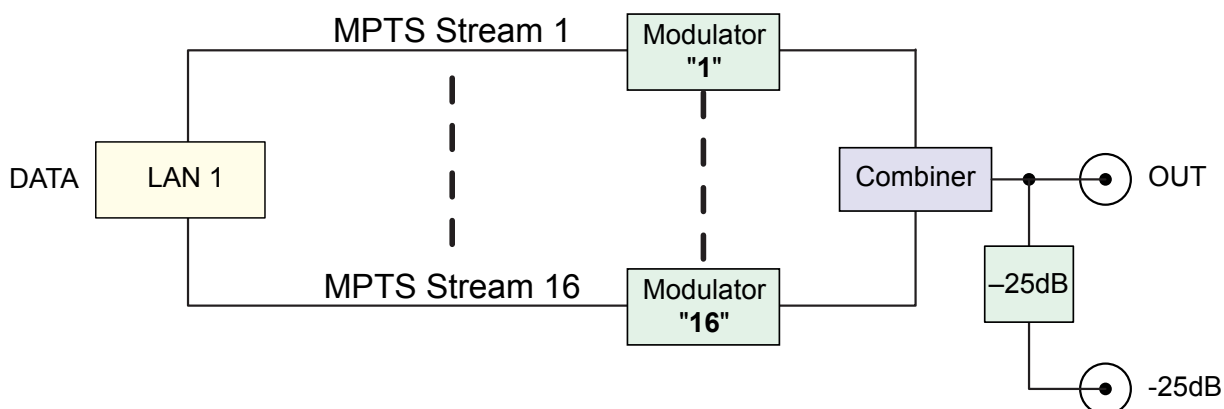 MPTS Stream 1
Modulator
"1"
DATA
LAN 1
Combiner
OUT
MPTS Stream 16
Modulator
"16"
–25dB
-25dB